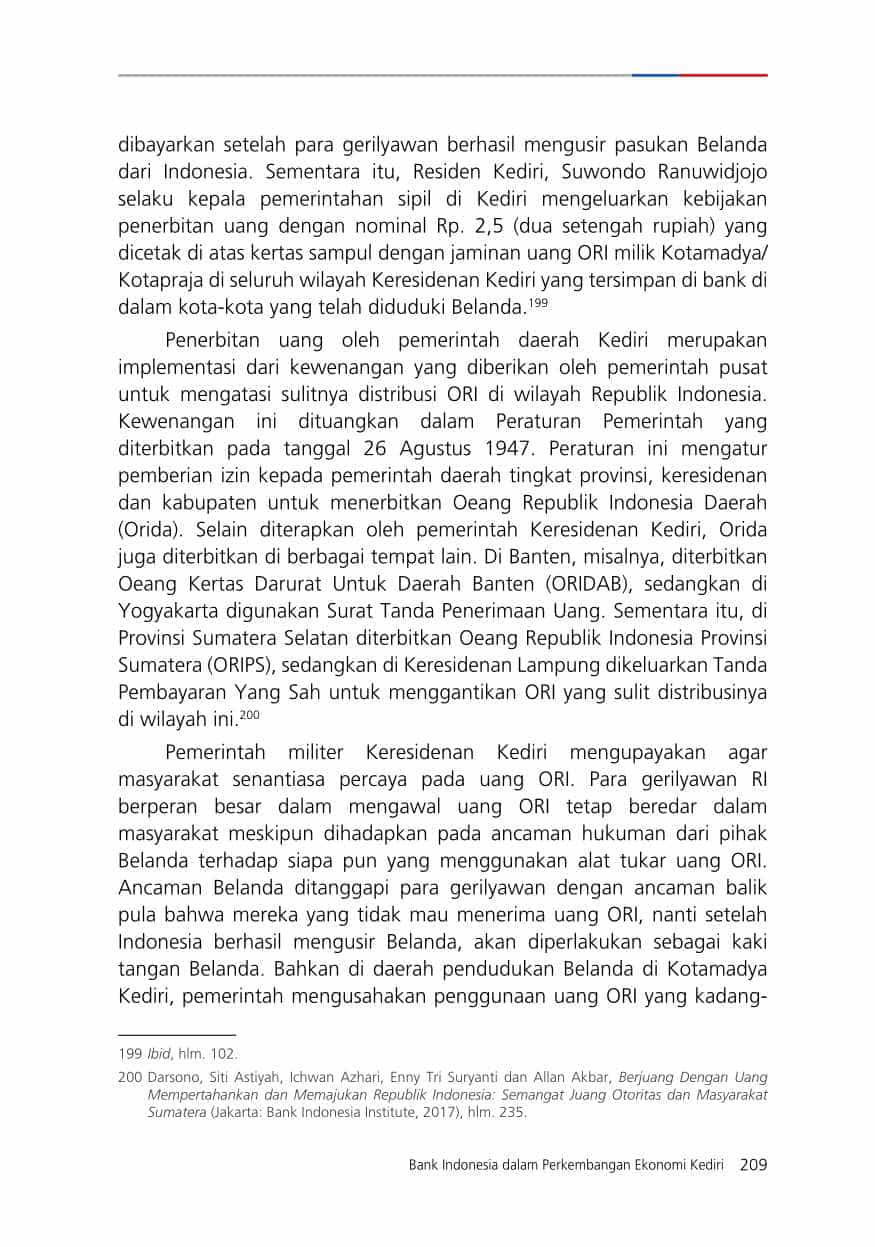 dibayarkan setelah para gerilyawan berhasil mengusir pasukan Belanda
dari Indonesia. Sementara itu, Residen Kediri, Suwondo Ranuwidjojo
selaku kepala pemerintahan sipil di Kediri mengeluarkan kebijakan
penerbitan uang dengan nominal Rp. 2,5 (dua setengah rupiah) yang
dicetak di atas kertas sampul dengan jaminan uang ORI milik Kotamadya/
Kotapraja di seluruh wilayah Keresidenan Kediri yang tersimpan di bank di
dalam kota-kota yang telah diduduki Belanda.199
Penerbitan uang oleh pemerintah daerah Kediri merupakan
implementasi dari kewenangan yang diberikan oleh pemerintah pusat
untuk mengatasi sulitnya distribusi ORI di wilayah Republik Indonesia.
Kewenangan ini dituangkan dalam Peraturan Pemerintah yang
diterbitkan pada tanggal 26 Agustus 1947. Peraturan ini mengatur
pemberian izin kepada pemerintah daerah tingkat provinsi, keresidenan
dan kabupaten untuk menerbitkan Oeang Republik Indonesia Daerah
(Orida). Selain diterapkan oleh pemerintah Keresidenan Kediri, Orida
juga diterbitkan di berbagai tempat lain. Di Banten, misalnya, diterbitkan
Oeang Kertas Darurat Untuk Daerah Banten (ORIDAB), sedangkan di
Yogyakarta digunakan Surat Tanda Penerimaan Uang. Sementara itu, di
Provinsi Sumatera Selatan diterbitkan Oeang Republik Indonesia Provinsi
Sumatera (ORIPS), sedangkan di Keresidenan Lampung dikeluarkan Tanda
Pembayaran Yang Sah untuk menggantikan ORI yang sulit distribusinya
di wilayah ini.200
Pemerintah militer Keresidenan Kediri mengupayakan agar
masyarakat senantiasa percaya pada uang ORI. Para gerilyawan RI
berperan besar dalam mengawal uang ORI tetap beredar dalam
masyarakat meskipun dihadapkan pada ancaman hukuman dari pihak
Belanda terhadap siapa pun yang menggunakan alat tukar uang ORI.
Ancaman Belanda ditanggapi para gerilyawan dengan ancaman balik
pula bahwa mereka yang tidak mau menerima uang ORI, nanti setelah
Indonesia berhasil mengusir Belanda, akan diperlakukan sebagai kaki
tangan Belanda. Bahkan di daerah pendudukan Belanda di Kotamadya
Kediri, pemerintah mengusahakan penggunaan uang ORI yang kadang-
199 Ibid, hlm. 102.
200 Darsono, Siti Astiyah, Ichwan Azhari, Enny Tri Suryanti dan Allan Akbar, Berjuang Dengan Uang
Mempertahankan dan Memajukan Republik Indonesia: Semangat Juang Otoritas dan Masyarakat
Sumatera (Jakarta: Bank Indonesia Institute, 2017), hlm. 235.
Bank Indonesia dalam Perkembangan Ekonomi Kediri 209